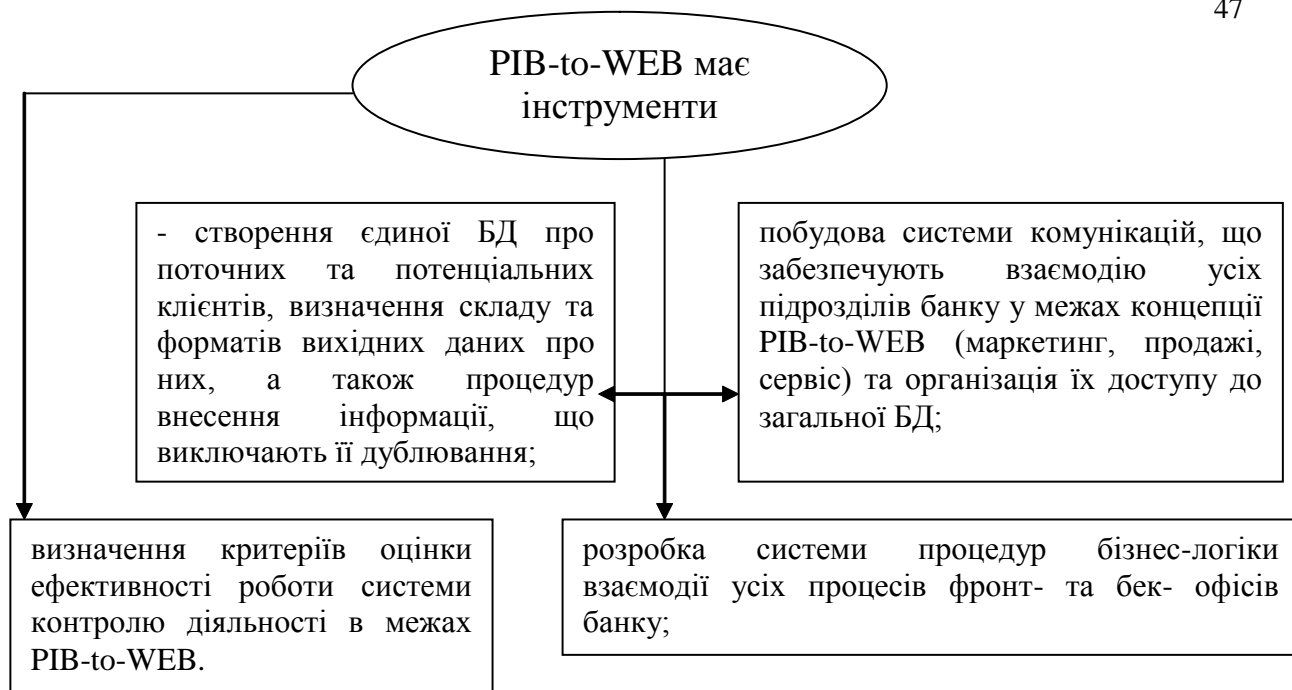 47
PIB-to-WEB має
інструменти
- створення єдиної БД про
поточних та потенціальних
клієнтів, визначення складу та
форматів вихідних даних про
них, а також процедур
внесення інформації, що
виключають її дублювання;
побудова системи комунікацій, що
забезпечують взаємодію усіх
підрозділів банку у межах концепції
PIB-to-WEB (маркетинг, продажі,
сервіс) та організація їх доступу до
загальної БД;
визначення критеріїв оцінки
ефективності роботи системи
контролю діяльності в межах
PIB-to-WEB.
розробка системи процедур бізнес-логіки
взаємодії усіх процесів фронт- та бек- офісів
банку;